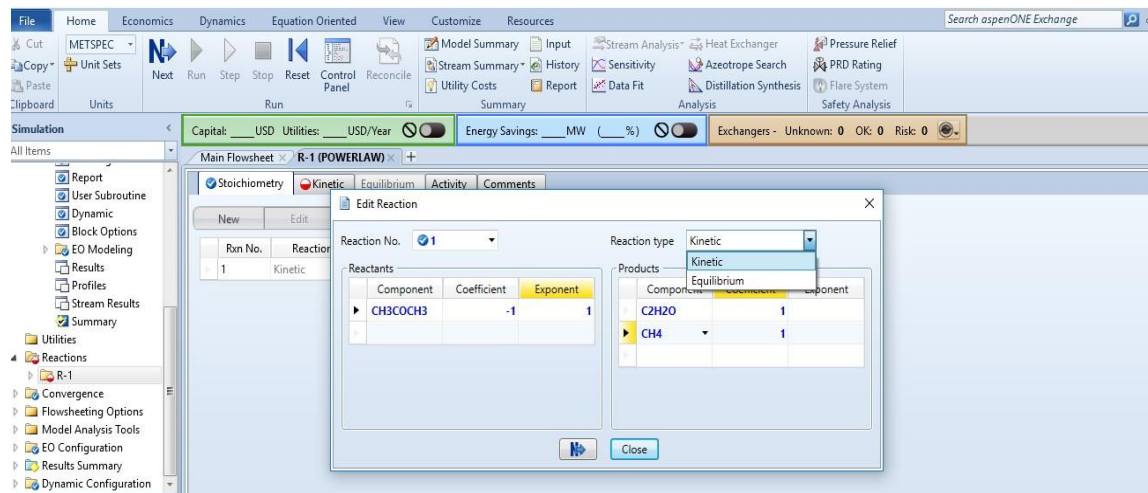 File Home Economics Dynamics Equation Oriented View Customize Resources Search aspenONE Exchange
Cut METSPEC Model Summary Input Stream Analysis Heat Exchanger Pressure Relief
Copy Unit Sets Next Run Step Stop Reset Control Panel Reconcile Stream Summary History Sensitivity Azeotrope Search PRD Rating
Paste Utility Costs Report Data Fit Distillation Synthesis Flare System
Clipboard Units Run Summary Analysis Safety Analysis
Simulation
Capital: ____USD Utilities: ____USD/Year Energy Savings: ____MW (____%) Exchangers - Unknown: 0 OK: 0 Risk: 0
All Items
Main Flowsheet R-1 (POWERLAW) +
Report
User Subroutine
Dynamic
Block Options
EO Modeling
Results
Profiles
Stream Results
Summary
Utilities
Reactions
R-1
Convergence
Flowsheeting Options
Model Analysis Tools
EO Configuration
Results Summary
Dynamic Configuration
Stoichiometry Kinetic Equilibrium Activity Comments
New Edit
Rxn No. Reaction
1 Kinetic
Edit Reaction
Reaction No. 1 Reaction type Kinetic
Kinetic
Equilibrium
Reactants
Component Coefficient Exponent
CH3COCH3 -1 1
Products
Component Coefficient Exponent
C2H2O 1
CH4 1
N Close